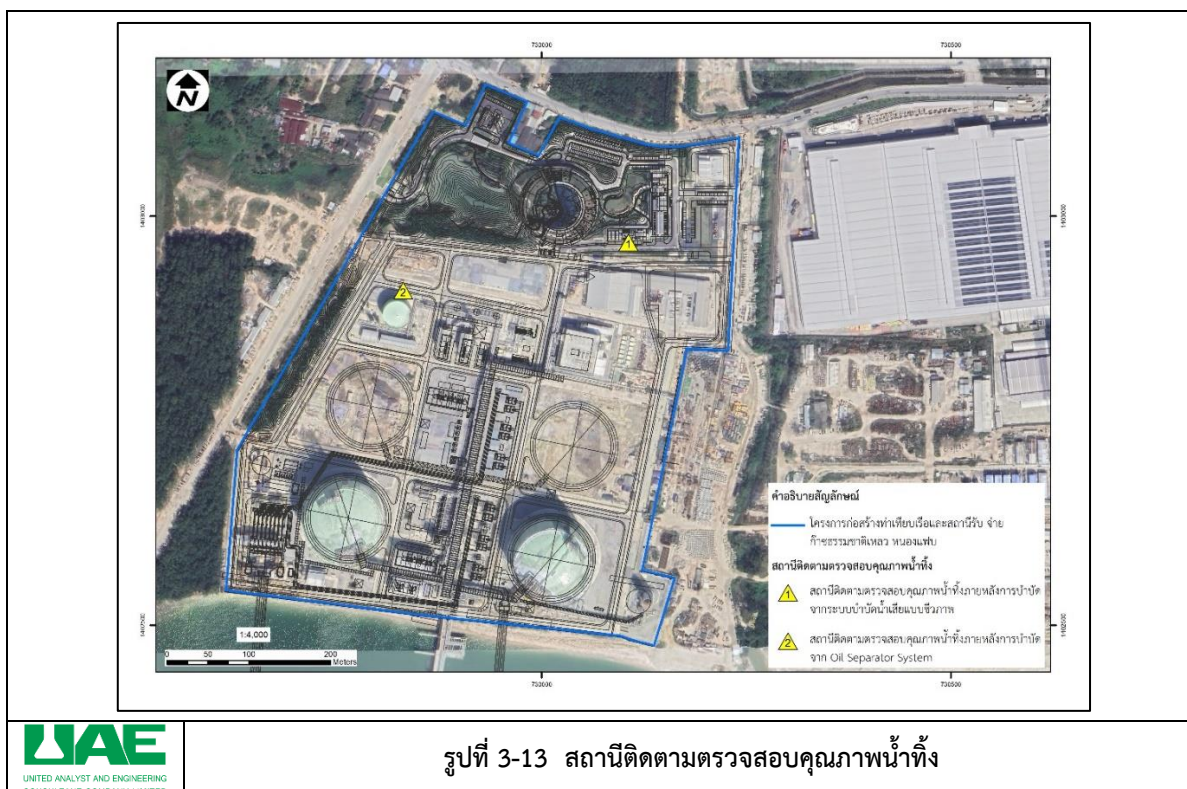 730000
730500
N
1403000
1403000
1
2
คำอธิบายสัญลักษณ์
โครงการก่อสร้างท่าเทียบเรือและสถานีรับ จ่าย
ก๊าซธรรมชาติเหลว หนองแฟบ
สถานีติดตามตรวจสอบคุณภาพน้ำทิ้ง
1 สถานีติดตามตรวจสอบคุณภาพน้ำทิ้งภายหลังการบำบัด
จากระบบบำบัดน้ำเสียแบบชีวภาพ
2 สถานีติดตามตรวจสอบคุณภาพน้ำทิ้งภายหลังการบำบัด
จาก Oil Separator System
1402500
1:4,000
0 50 100 200
Meters
730000
730500
UAE
UNITED ANALYST AND ENGINEERING
รูปที่ 3-13 สถานีติดตามตรวจสอบคุณภาพน้ำทิ้ง